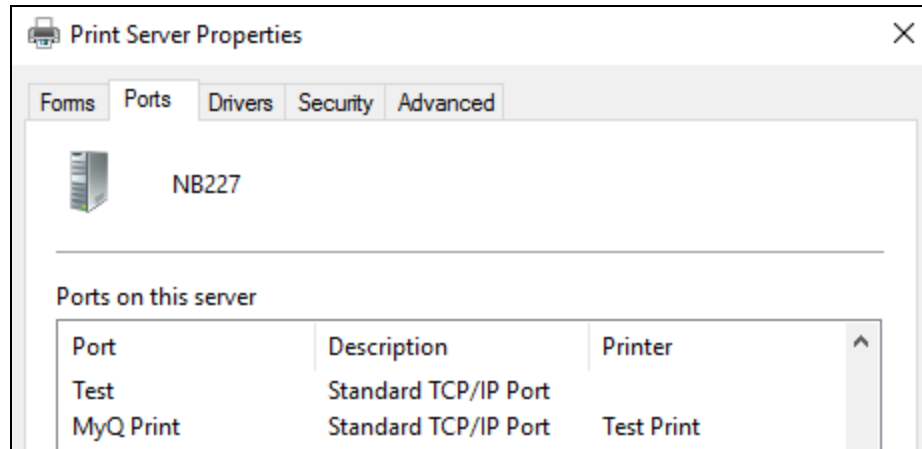 Print Server Properties
Forms Ports Drivers Security Advanced
NB227
Ports on this server
Port Description Printer
Test Standard TCP/IP Port
MyQ Print Standard TCP/IP Port Test Print